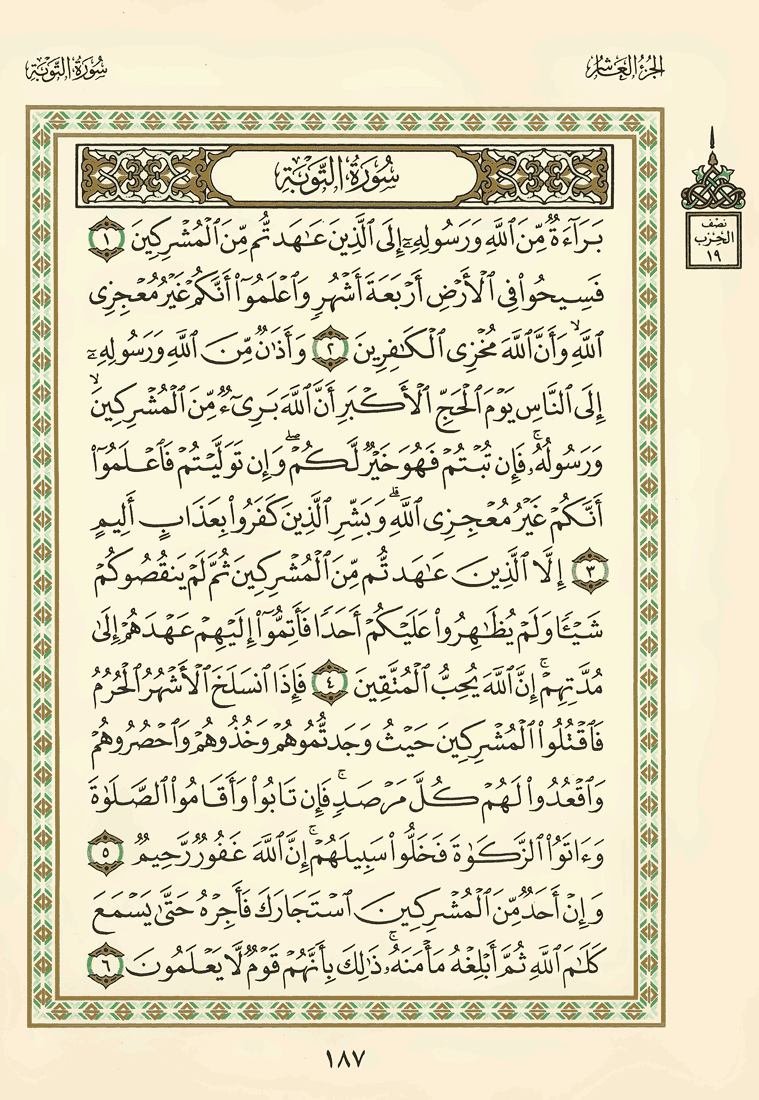 الجزء العاشر
سورة التوبة
نصف
الحزب
١٩
سورة التوبة
بَرَآءَةٌ مِّنَ ٱللَّهِ وَرَسُولِهِۦٓ إِلَى ٱلَّذِينَ عَٰهَدتُّم مِّنَ ٱلْمُشْرِكِينَ ١
فَسِيحُوا۟ فِى ٱلْأَرْضِ أَرْبَعَةَ أَشْهُرٍ وَٱعْلَمُوٓا۟ أَنَّكُمْ غَيْرُ مُعْجِزِى
ٱللَّهِ ۙ وَأَنَّ ٱللَّهَ مُخْزِى ٱلْكَٰفِرِينَ ٢ وَأَذَٰنٌ مِّنَ ٱللَّهِ وَرَسُولِهِۦٓ
إِلَى ٱلنَّاسِ يَوْمَ ٱلْحَجِّ ٱلْأَكْبَرِ أَنَّ ٱللَّهَ بَرِىٓءٌ مِّنَ ٱلْمُشْرِكِينَ ۙ
وَرَسُولُهُۥ ۚ فَإِن تُبْتُمْ فَهُوَ خَيْرٌ لَّكُمْ ۖ وَإِن تَوَلَّيْتُمْ فَٱعْلَمُوٓا۟
أَنَّكُمْ غَيْرُ مُعْجِزِى ٱللَّهِ ۗ وَبَشِّرِ ٱلَّذِينَ كَفَرُوا۟ بِعَذَابٍ أَلِيمٍ
٣ إِلَّا ٱلَّذِينَ عَٰهَدتُّم مِّنَ ٱلْمُشْرِكِينَ ثُمَّ لَمْ يَنقُصُوكُمْ
شَيْـًٔا وَلَمْ يُظَٰهِرُوا۟ عَلَيْكُمْ أَحَدًا فَأَتِمُّوٓا۟ إِلَيْهِمْ عَهْدَهُمْ إِلَىٰ
مُدَّتِهِمْ ۚ إِنَّ ٱللَّهَ يُحِبُّ ٱلْمُتَّقِينَ ٤ فَإِذَا ٱنسَلَخَ ٱلْأَشْهُرُ ٱلْحُرُمُ
فَٱقْتُلُوا۟ ٱلْمُشْرِكِينَ حَيْثُ وَجَدتُّمُوهُمْ وَخُذُوهُمْ وَٱحْصُرُوهُمْ
وَٱقْعُدُوا۟ لَهُمْ كُلَّ مَرْصَدٍ ۚ فَإِن تَابُوا۟ وَأَقَامُوا۟ ٱلصَّلَوٰةَ
وَءَاتَوُا۟ ٱلزَّكَوٰةَ فَخَلُّوا۟ سَبِيلَهُمْ ۚ إِنَّ ٱللَّهَ غَفُورٌ رَّحِيمٌ ٥
وَإِنْ أَحَدٌ مِّنَ ٱلْمُشْرِكِينَ ٱسْتَجَارَكَ فَأَجِرْهُ حَتَّىٰ يَسْمَعَ
كَلَٰمَ ٱللَّهِ ثُمَّ أَبْلِغْهُ مَأْمَنَهُۥ ۚ ذَٰلِكَ بِأَنَّهُمْ قَوْمٌ لَّا يَعْلَمُونَ ٦
١٨٧